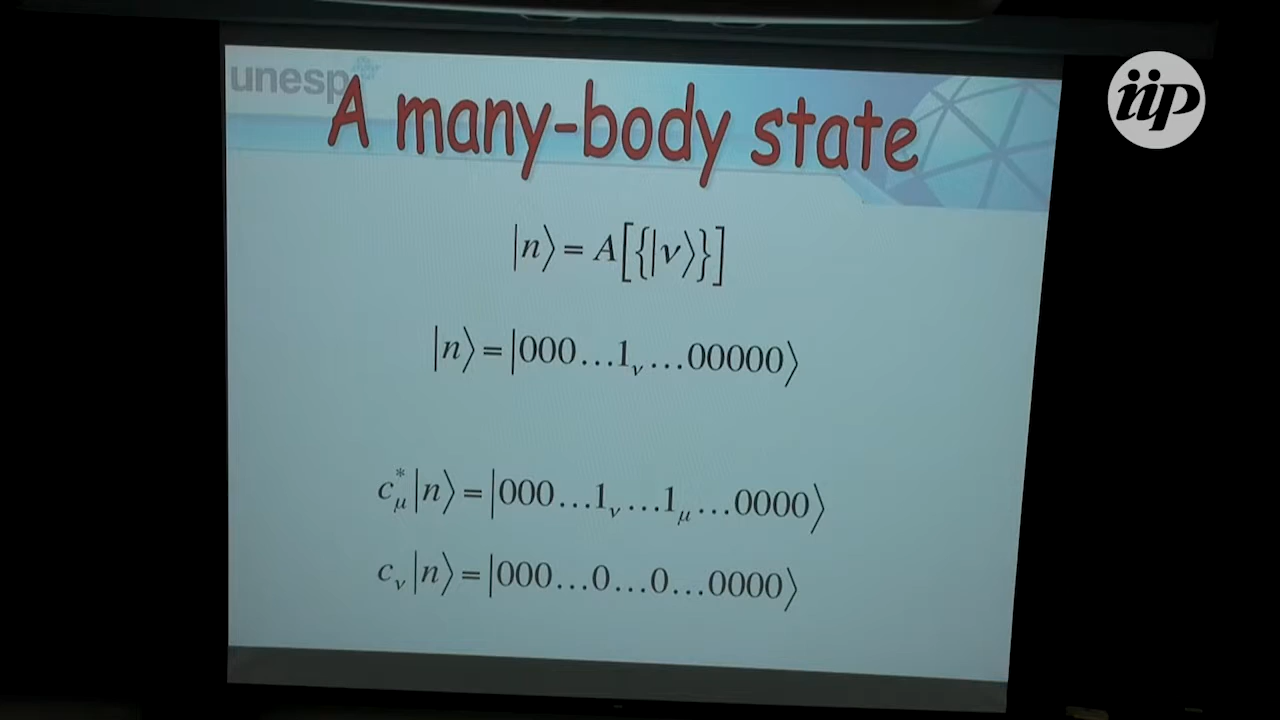 unesp
iip
A many-body state
|n⟩ = A[{|ν⟩}]
|n⟩ = |000…1_ν…00000⟩
c*_μ|n⟩ = |000…1_ν…1_μ…0000⟩
c_ν|n⟩ = |000…0…0…0000⟩